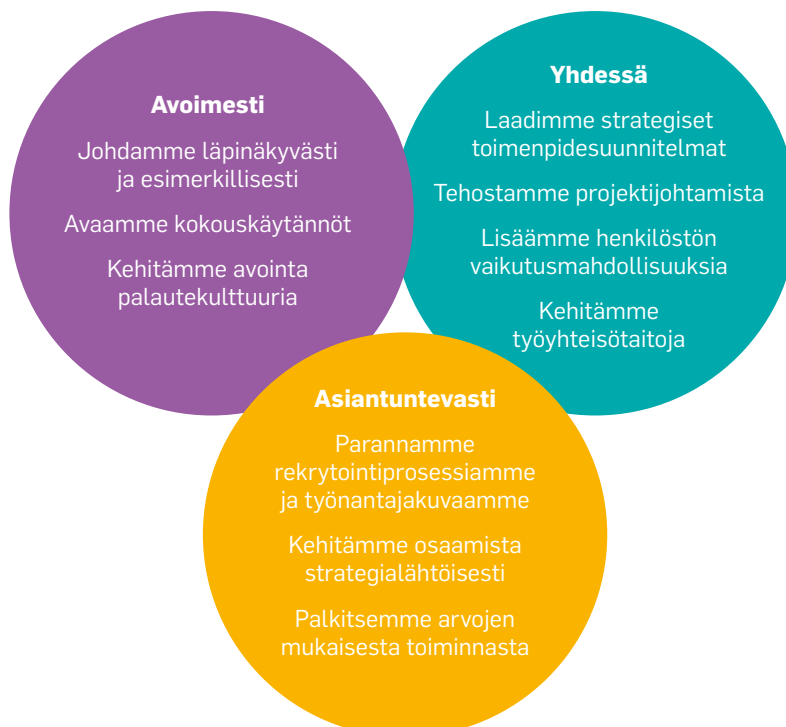 Avoimesti
Johdamme läpinäkyvästi
ja esimerkillisesti
Avaamme kokouskäytännöt
Kehitämme avointa
palautekulttuuria
Yhdessä
Laadimme strategiset
toimenpidesuunnitelmat
Tehostamme projektijohtamista
Lisäämme henkilöstön
vaikutusmahdollisuuksia
Kehitämme
työyhteisötaitoja
Asiantuntevasti
Parannamme
rekrytointiprosessiamme
ja työnantajakuvaamme
Kehitämme osaamista
strategialähtöisesti
Palkitsemme arvojen
mukaisesta toiminnasta